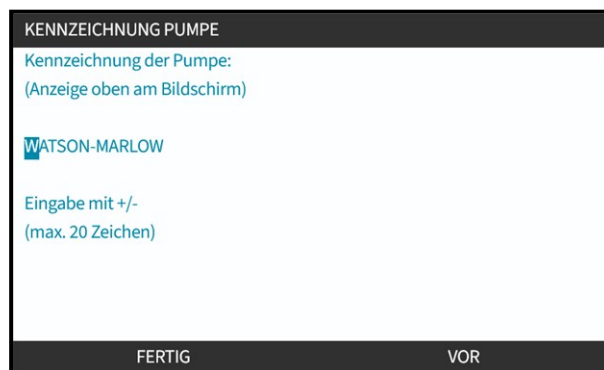 KENNZEICHNUNG PUMPE
Kennzeichnung der Pumpe:
(Anzeige oben am Bildschirm)
WATSON-MARLOW
Eingabe mit +/-
(max. 20 Zeichen)
FERTIG VOR